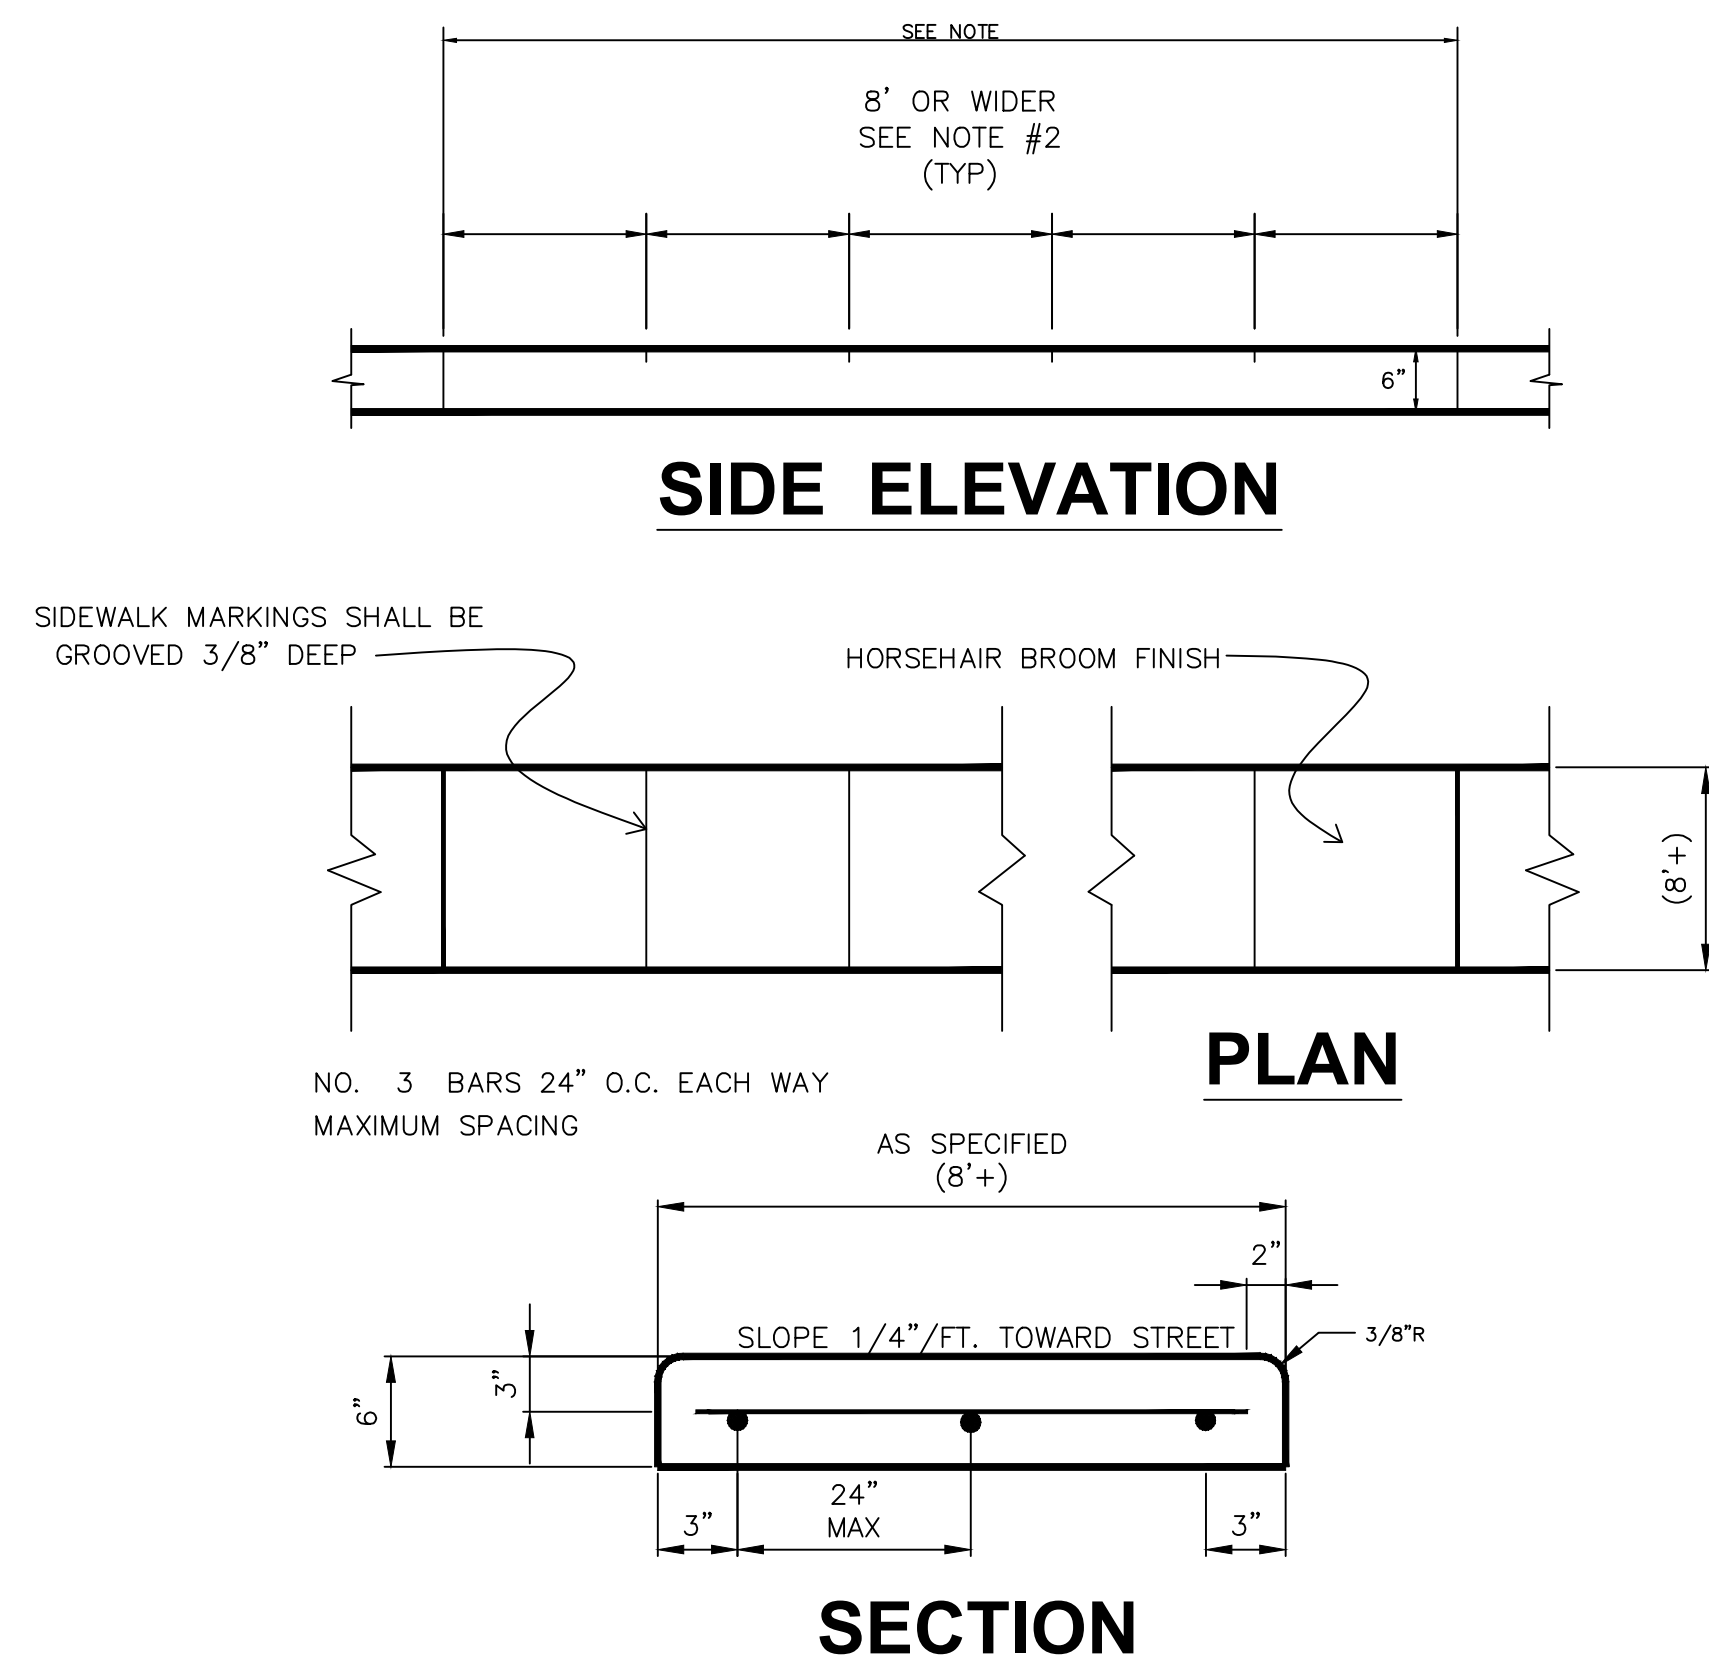 SEE NOTE
8' OR WIDER
SEE NOTE #2
(TYP)
6"
SIDE ELEVATION
SIDEWALK MARKINGS SHALL BE
GROOVED 3/8" DEEP
HORSEHAIR BROOM FINISH
(8'+)
PLAN
NO. 3 BARS 24" O.C. EACH WAY
MAXIMUM SPACING
AS SPECIFIED
(8'+)
2"
SLOPE 1/4"/FT. TOWARD STREET
3/8"R
3"
6"
24"
MAX
3"
3"
SECTION